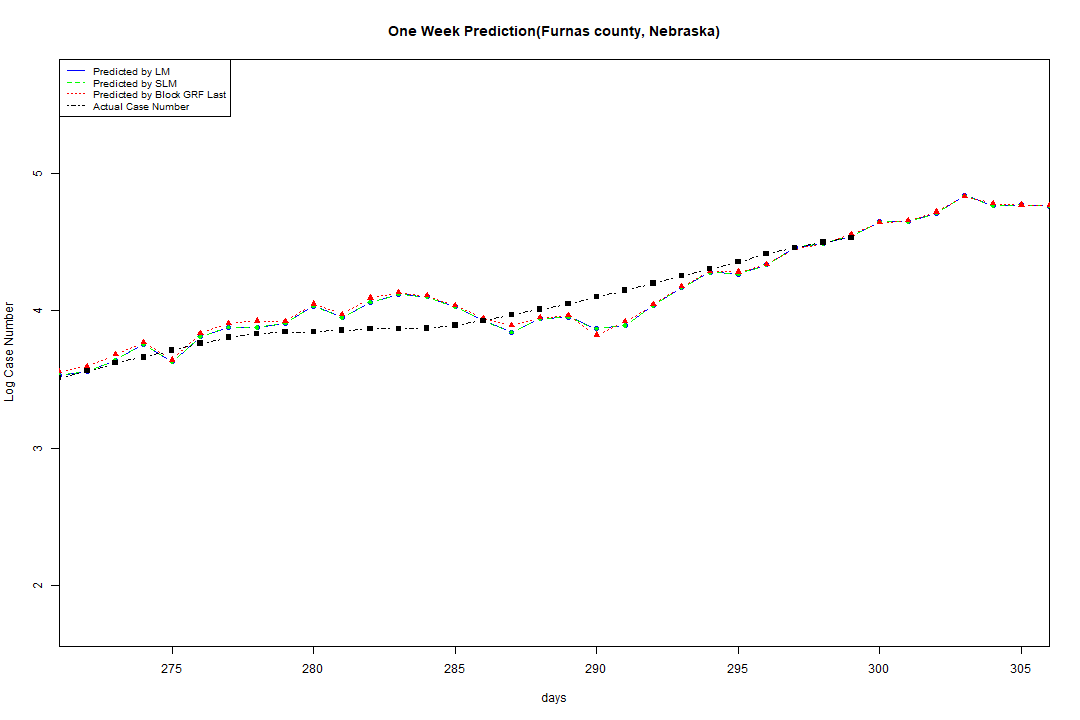 One Week Prediction(Furnas county, Nebraska)
Predicted by LM
Predicted by SLM
Predicted by Block GRF Last
Actual Case Number
5
4
3
2
Log Case Number
275 280 285 290 295 300 305
days